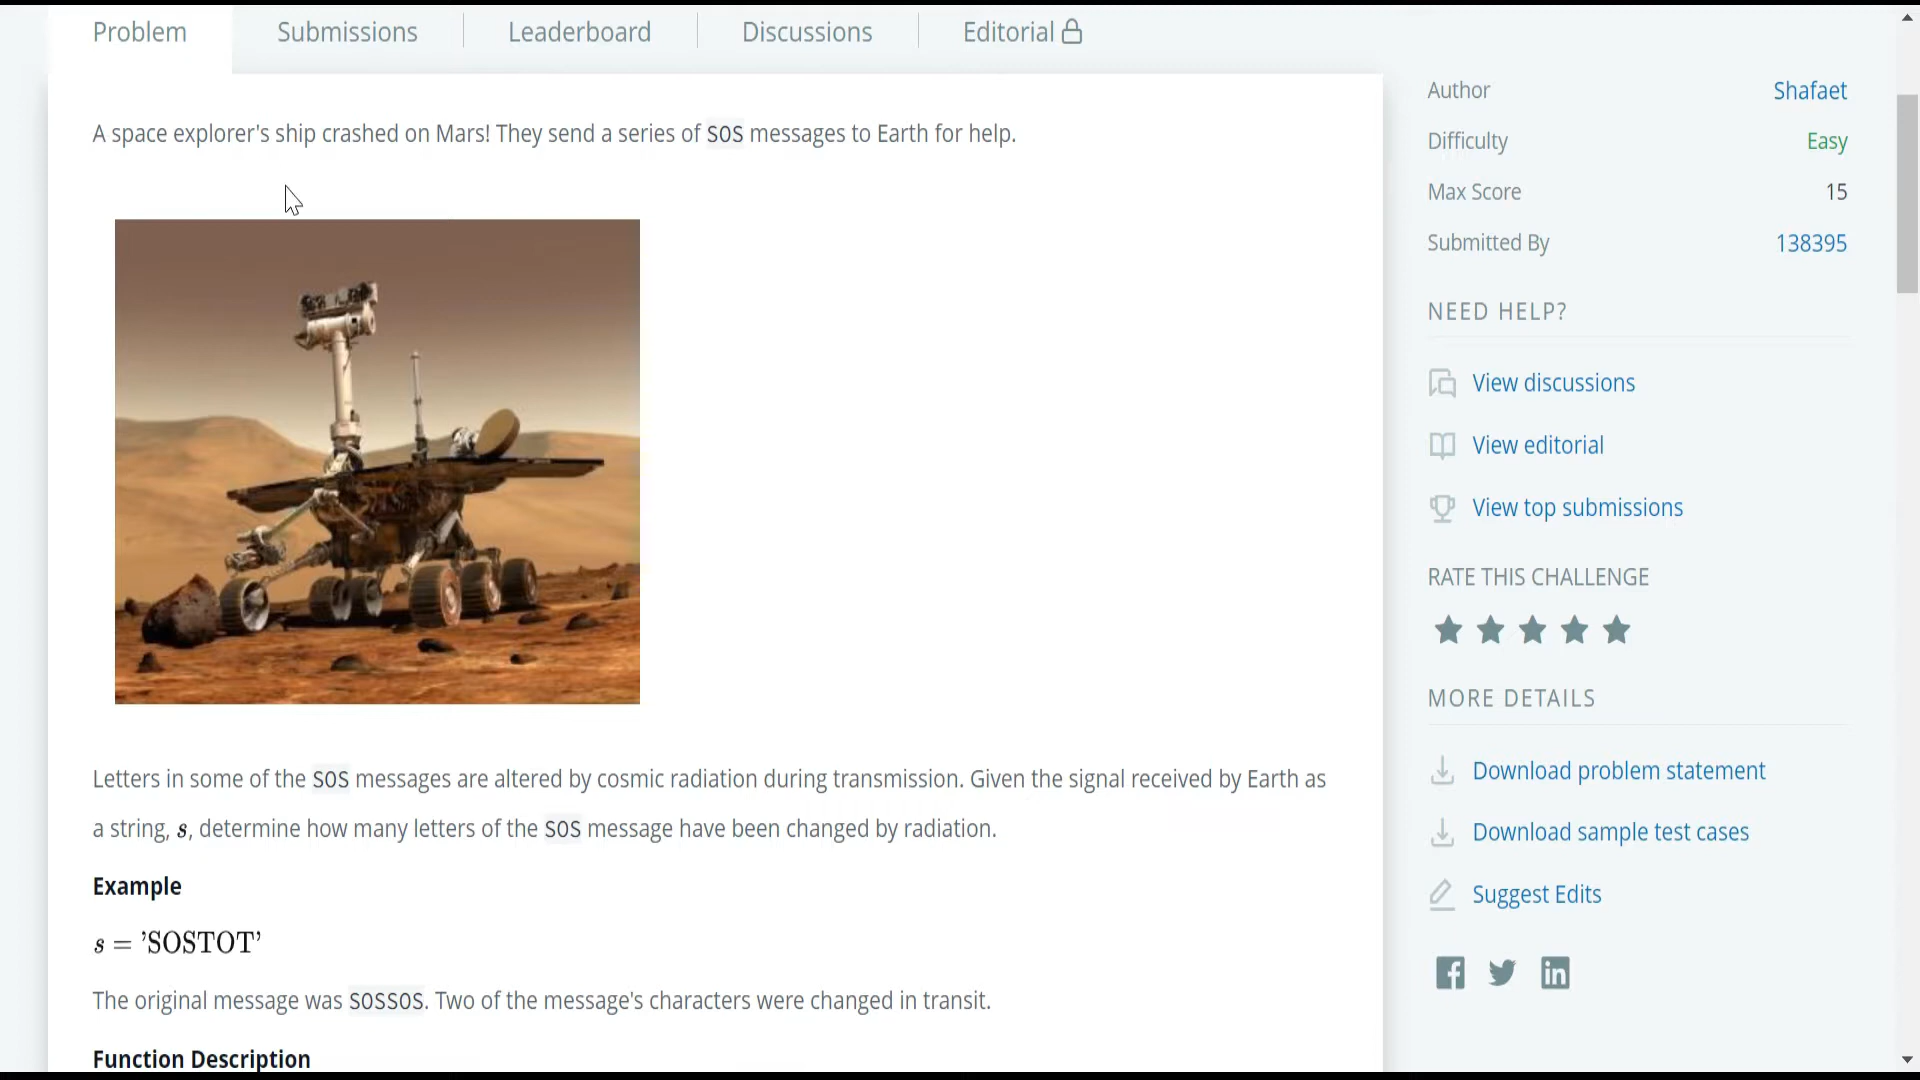 Problem
Submissions
Leaderboard
Discussions
Editorial
A space explorer's ship crashed on Mars! They send a series of SOS messages to Earth for help.
Letters in some of the SOS messages are altered by cosmic radiation during transmission. Given the signal received by Earth as
a string, s, determine how many letters of the SOS message have been changed by radiation.
Example
s = 'SOSTOT'
The original message was SOSSOS. Two of the message's characters were changed in transit.
Function Description
Author Shafaet
Difficulty Easy
Max Score 15
Submitted By 138395
NEED HELP?
View discussions
View editorial
View top submissions
RATE THIS CHALLENGE
MORE DETAILS
Download problem statement
Download sample test cases
Suggest Edits